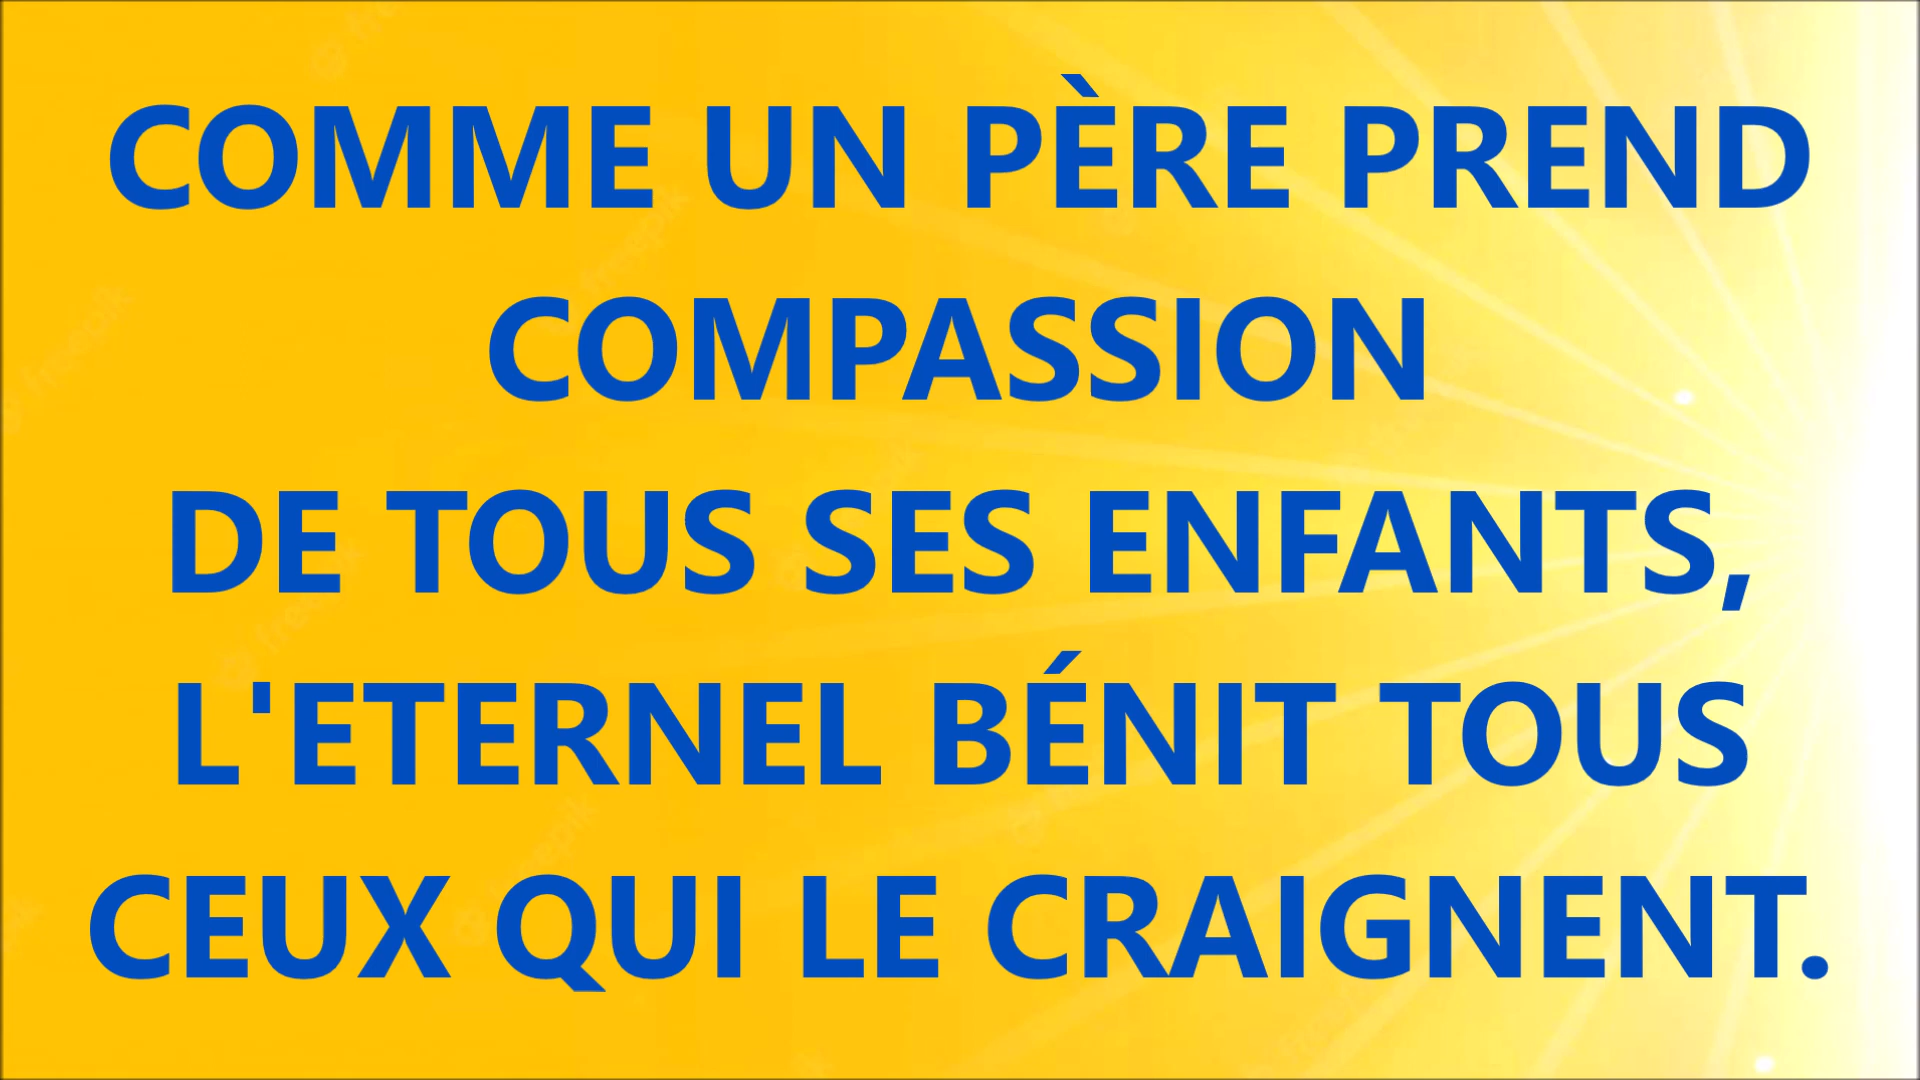 COMME UN PÈRE PREND
COMPASSION
DE TOUS SES ENFANTS,
L'ETERNEL BÉNIT TOUS
CEUX QUI LE CRAIGNENT.